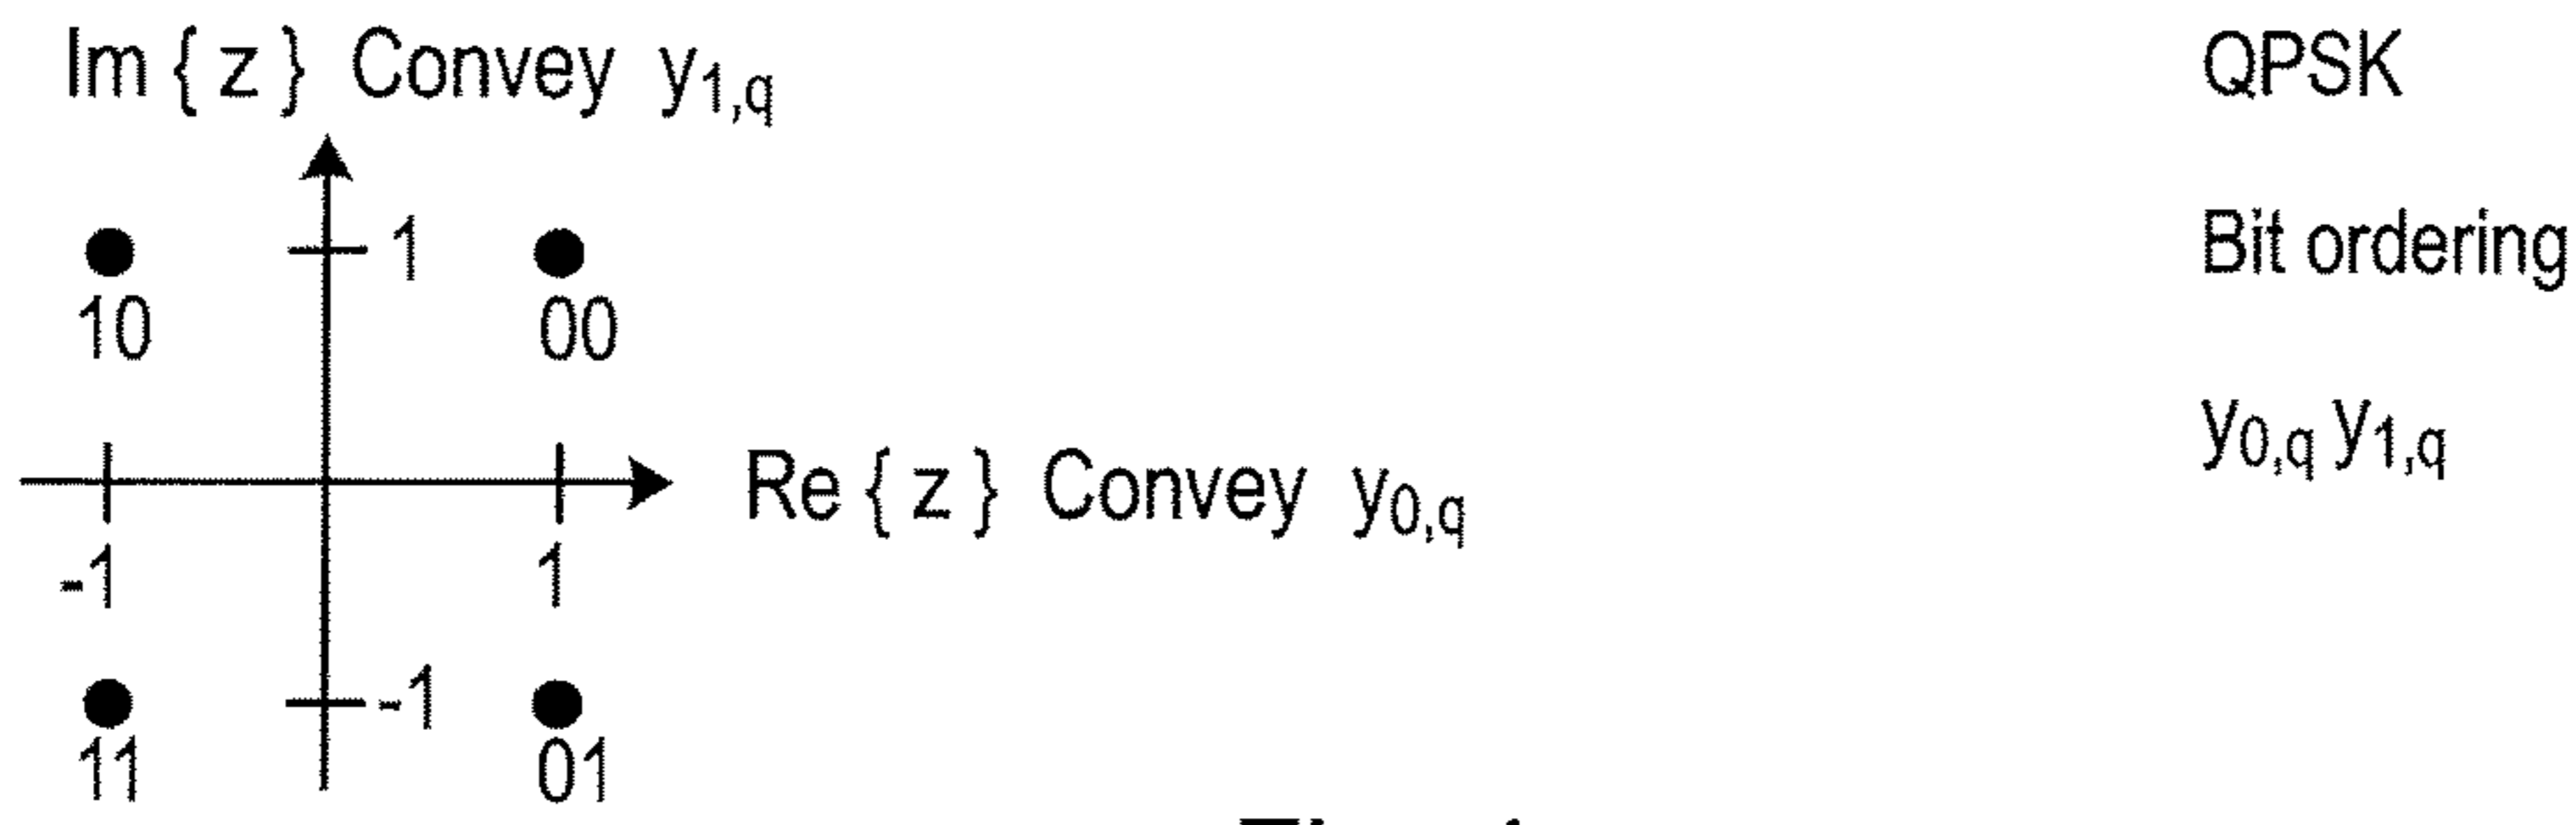 Im { z } Convey y1,q
QPSK
1
Bit ordering
10
00
y0,q y1,q
Re { z } Convey y0,q
-1
1
-1
11
01